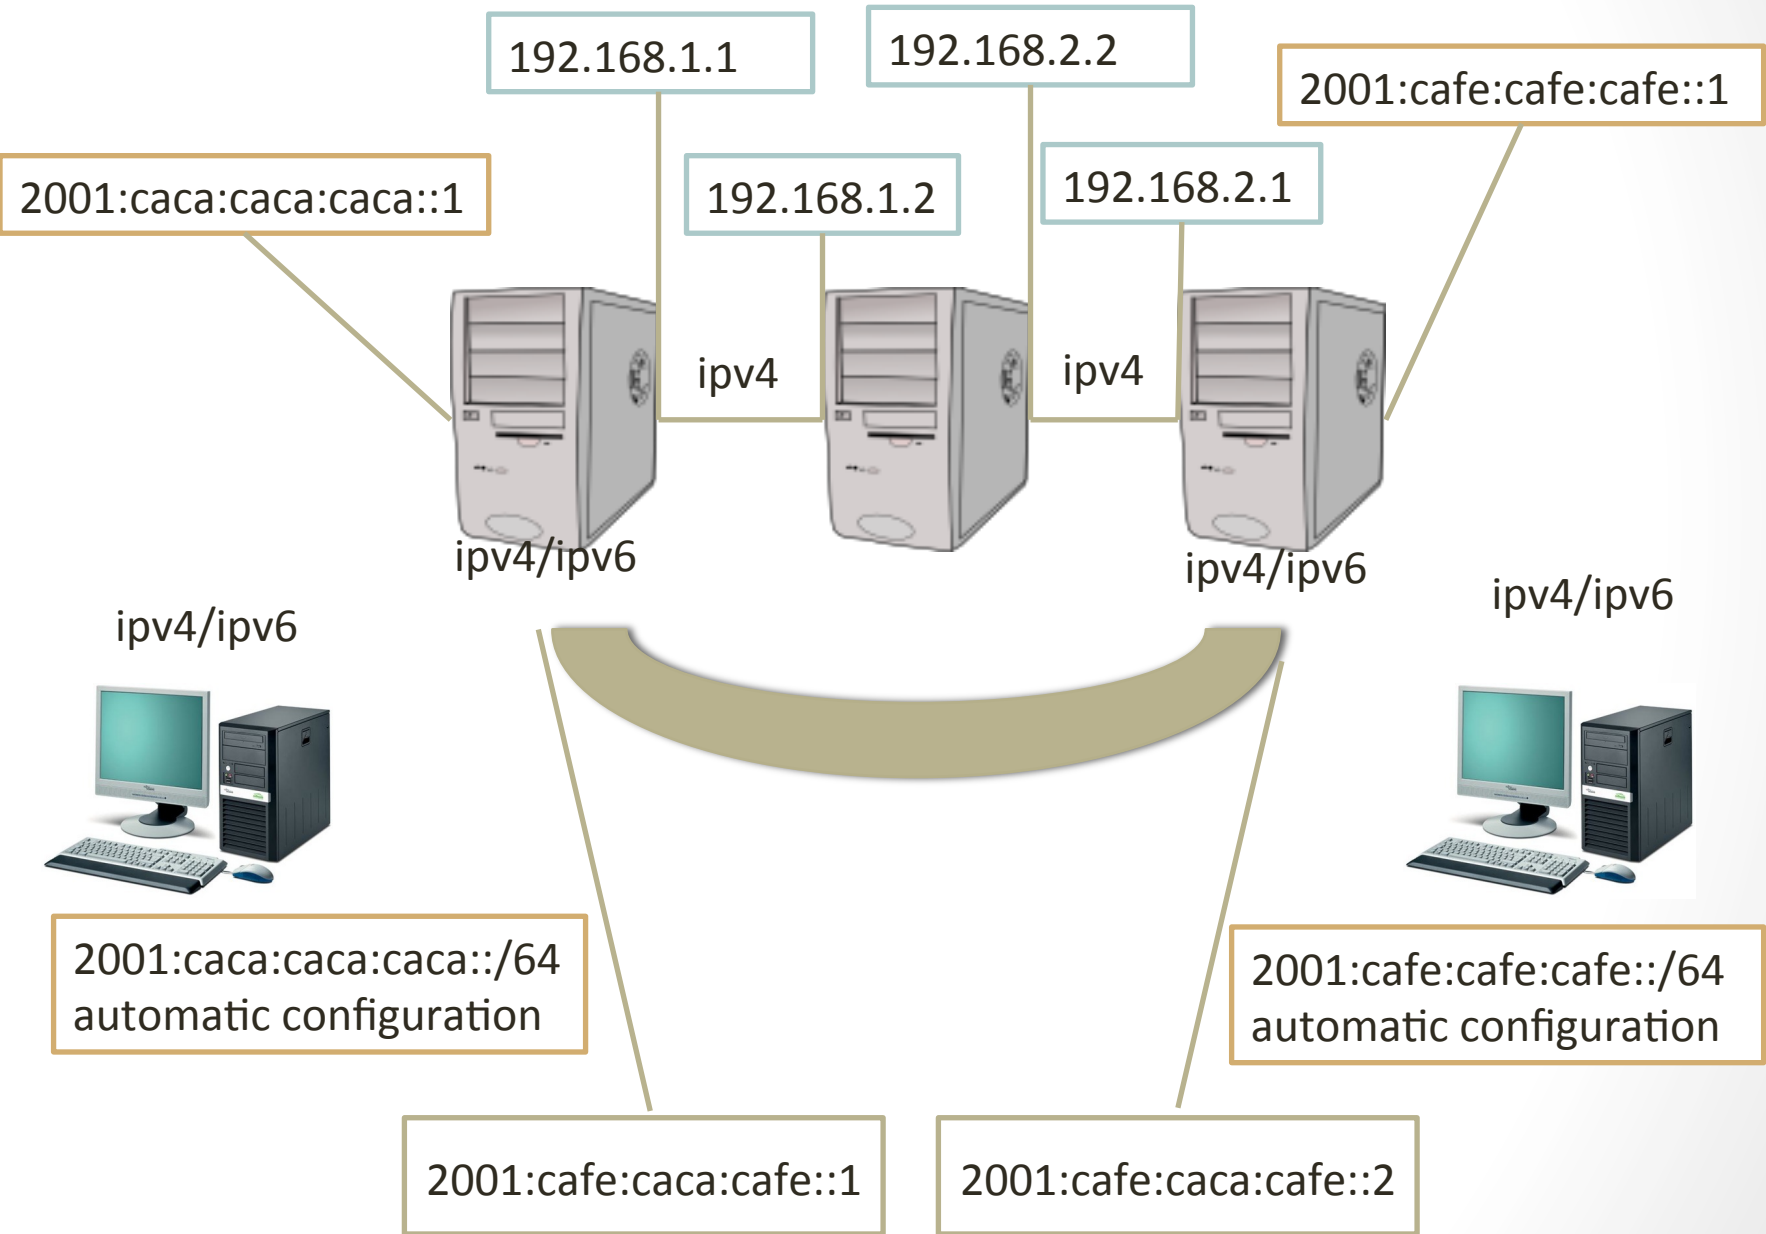 192.168.1.1
192.168.2.2
2001:cafe:cafe:cafe::1
2001:caca:caca:caca::1
192.168.1.2
192.168.2.1
ipv4
ipv4
ipv4/ipv6
ipv4/ipv6
ipv4/ipv6
ipv4/ipv6
2001:caca:caca:caca::/64
automatic configuration
2001:cafe:cafe:cafe::/64
automatic configuration
2001:cafe:caca:cafe::1
2001:cafe:caca:cafe::2